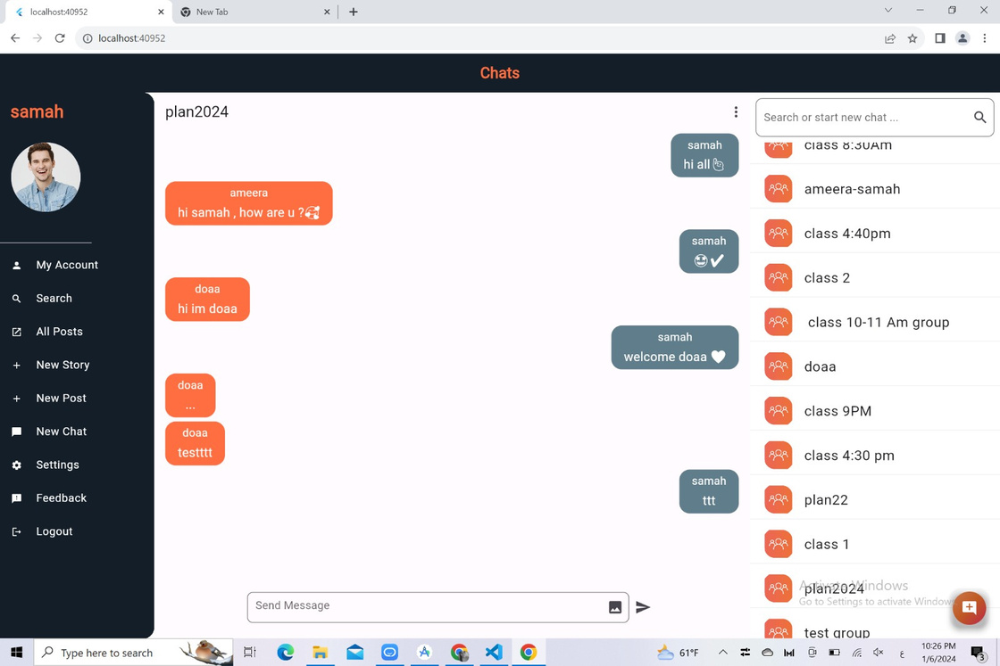 localhost:40952
New Tab
localhost:40952
Chats
samah
My Account
Search
All Posts
New Story
New Post
New Chat
Settings
Feedback
Logout
plan2024
samah
hi all
ameera
hi samah , how are u ?🥰
samah
🤩✔
doaa
hi im doaa
samah
welcome doaa ♥
doaa
...
doaa
testttt
samah
ttt
Send Message
Search or start new chat ...
class 8:30Am
ameera-samah
class 4:40pm
class 2
class 10-11 Am group
doaa
class 9PM
class 4:30 pm
plan22
class 1
plan2024
test group
Activate Windows
Go to Settings to activate Windows
Type here to search
61°F
ع
10:26 PM
1/6/2024
3